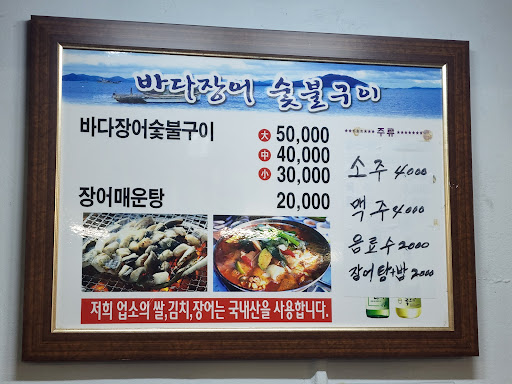 바다장어 숯불구이
바다장어숯불구이 大 50,000
中 40,000
小 30,000
장어매운탕 20,000
******* 주류 *******
소주 4000
맥주 4000
음료수 2000
장어탕+밥 2000
저희 업소의 쌀,김치,장어는 국내산을 사용합니다.